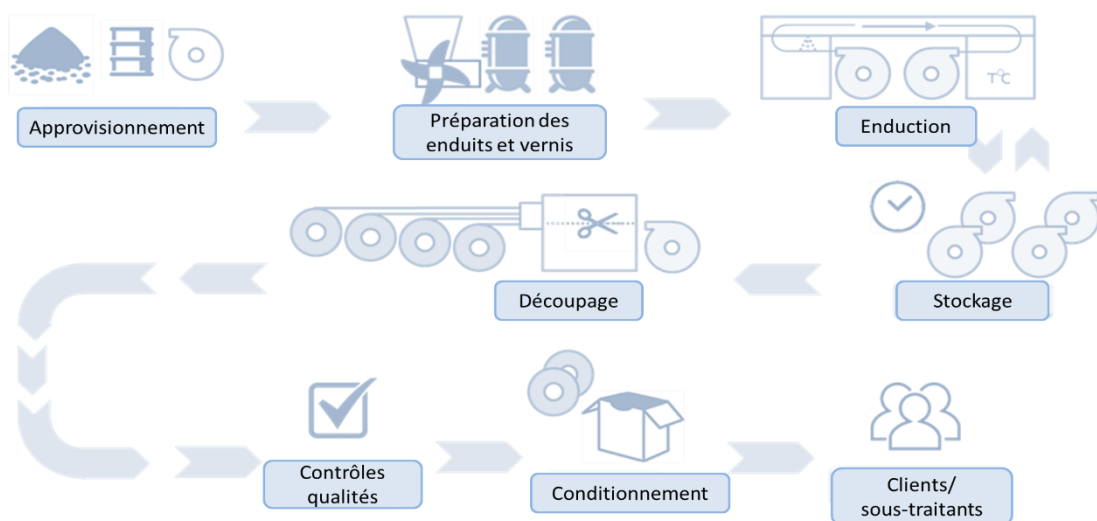 Approvisionnement
Préparation des
enduits et vernis
T°C
Enduction
Découpage
Stockage
Contrôles
qualités
Conditionnement
Clients/
sous-traitants